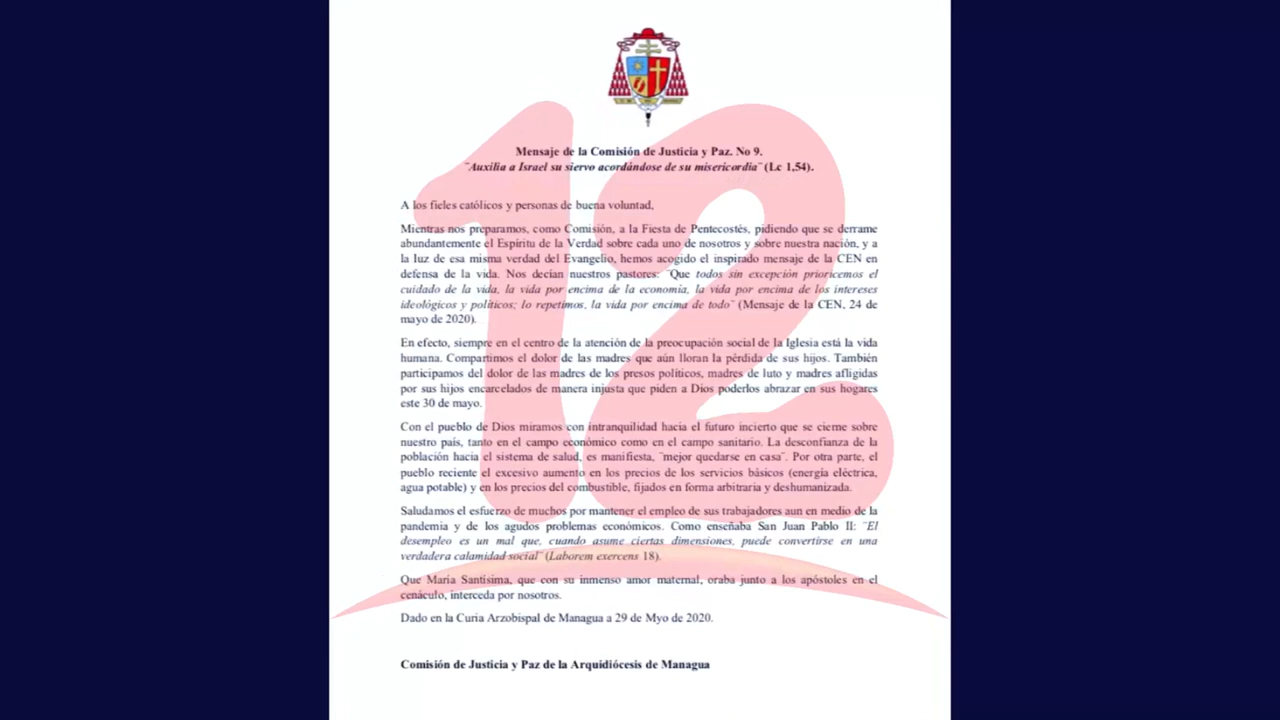 Mensaje de la Comisión de Justicia y Paz. No 9.
¨Auxilia a Israel su siervo acordándose de su misericordia¨ (Lc 1,54).
A los fieles católicos y personas de buena voluntad,
Mientras nos preparamos, como Comisión, a la Fiesta de Pentecostés, pidiendo que se derrame
abundantemente el Espíritu de la Verdad sobre cada uno de nosotros y sobre nuestra nación, y a
la luz de esa misma verdad del Evangelio, hemos acogido el inspirado mensaje de la CEN en
defensa de la vida. Nos decían nuestros pastores: ¨Que todos sin excepción prioricemos el
cuidado de la vida, la vida por encima de la economía, la vida por encima de los intereses
ideológicos y políticos; lo repetimos, la vida por encima de todo¨ (Mensaje de la CEN, 24 de
mayo de 2020).
En efecto, siempre en el centro de la atención de la preocupación social de la Iglesia está la vida
humana. Compartimos el dolor de las madres que aún lloran la pérdida de sus hijos. También
participamos del dolor de las madres de los presos políticos, madres de luto y madres afligidas
por sus hijos encarcelados de manera injusta que piden a Dios poderlos abrazar en sus hogares
este 30 de mayo.
Con el pueblo de Dios miramos con intranquilidad hacia el futuro incierto que se cierne sobre
nuestro país, tanto en el campo económico como en el campo sanitario. La desconfianza de la
población hacia el sistema de salud, es manifiesta, ¨mejor quedarse en casa¨. Por otra parte, el
pueblo reciente el excesivo aumento en los precios de los servicios básicos (energía eléctrica,
agua potable) y en los precios del combustible, fijados en forma arbitraria y deshumanizada.
Saludamos el esfuerzo de muchos por mantener el empleo de sus trabajadores aun en medio de la
pandemia y de los agudos problemas económicos. Como enseñaba San Juan Pablo II: ¨El
desempleo es un mal que, cuando asume ciertas dimensiones, puede convertirse en una
verdadera calamidad social¨ (Laborem exercens 18).
Que María Santísima, que con su inmenso amor maternal, oraba junto a los apóstoles en el
cenáculo, interceda por nosotros.
Dado en la Curia Arzobispal de Managua a 29 de Myo de 2020.
Comisión de Justicia y Paz de la Arquidiócesis de Managua
12